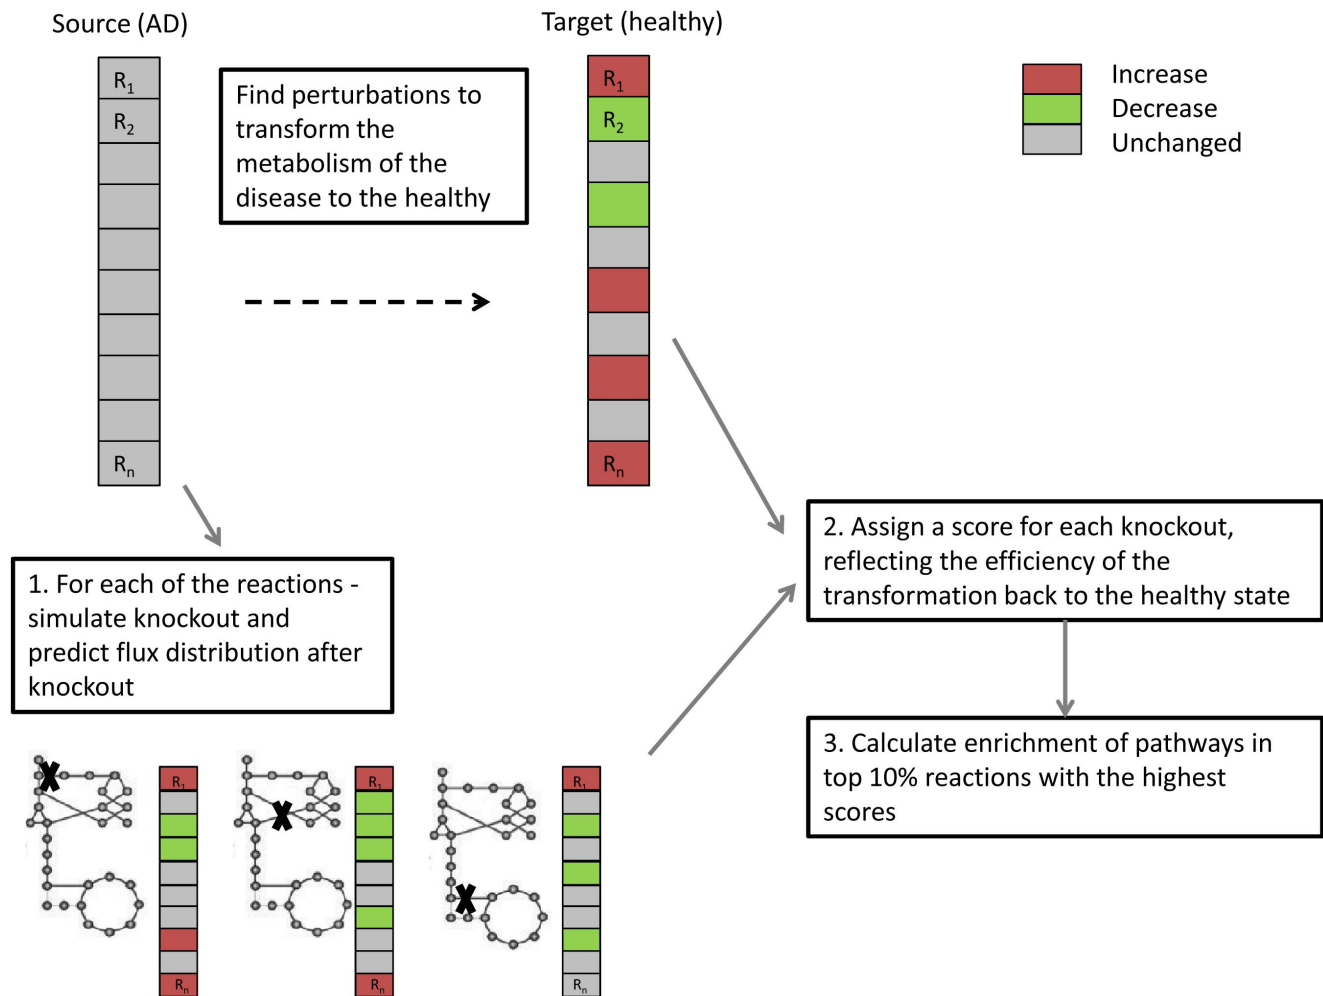 Source (AD)
Target (healthy)
R1
R2
Rn
Find perturbations to
transform the
metabolism of the
disease to the healthy
R1
R2
Rn
Increase
Decrease
Unchanged
1. For each of the reactions -
simulate knockout and
predict flux distribution after
knockout
2. Assign a score for each knockout,
reflecting the efficiency of the
transformation back to the healthy state
3. Calculate enrichment of pathways in
top 10% reactions with the highest
scores
R1
Rn
R1
Rn
R1
Rn